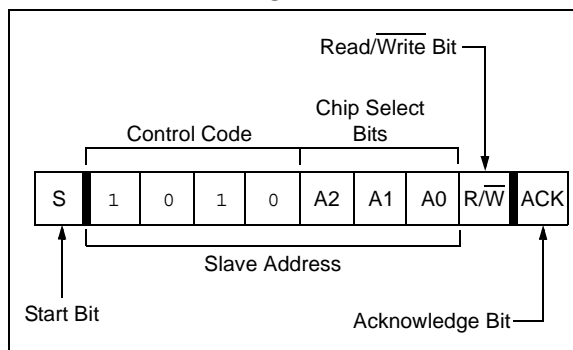 Read/Write Bit
Chip Select
Bits
Control Code
S 1 0 1 0 A2 A1 A0 R/W ACK
Slave Address
Start Bit
Acknowledge Bit